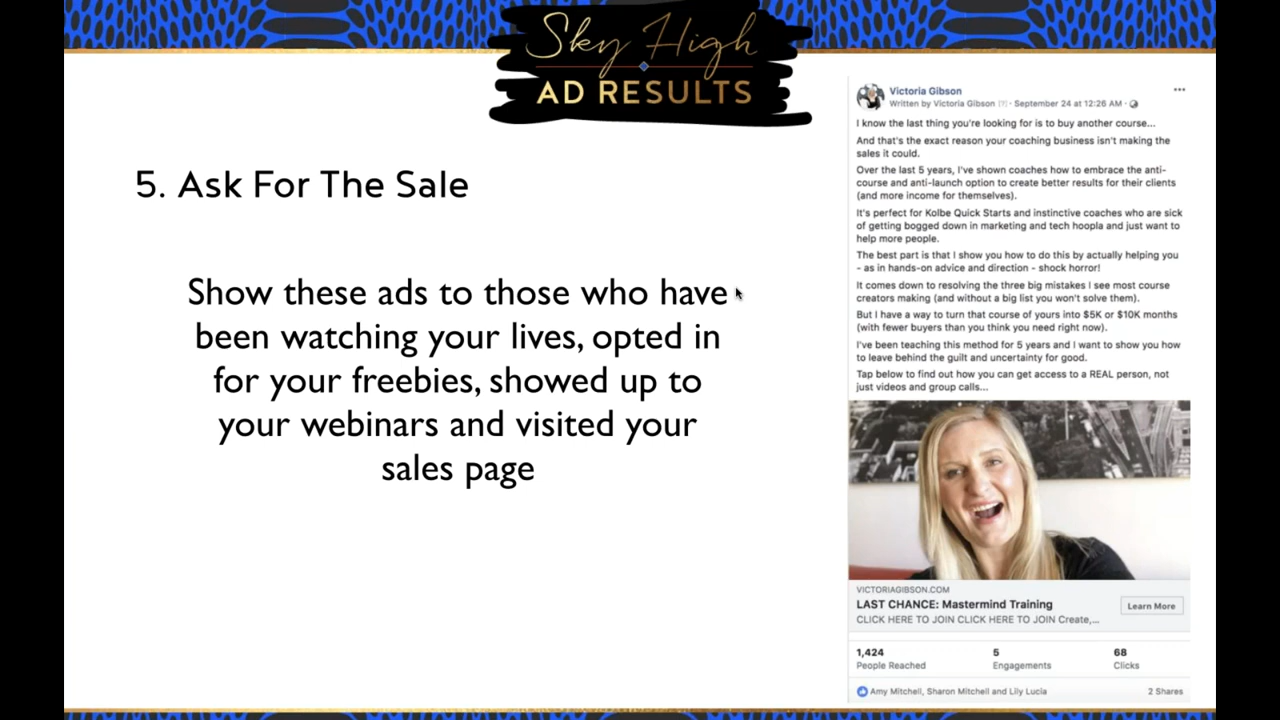 Sky High
AD RESULTS
5. Ask For The Sale
Show these ads to those who have
been watching your lives, opted in
for your freebies, showed up to
your webinars and visited your
sales page
Victoria Gibson
Written by Victoria Gibson [?] · September 24 at 12:26 AM ·
I know the last thing you're looking for is to buy another course...
And that's the exact reason your coaching business isn't making the
sales it could.
Over the last 5 years, I've shown coaches how to embrace the anti-
course and anti-launch option to create better results for their clients
(and more income for themselves).
It's perfect for Kolbe Quick Starts and instinctive coaches who are sick
of getting bogged down in marketing and tech hoopla and just want to
help more people.
The best part is that I show you how to do this by actually helping you
- as in hands-on advice and direction - shock horror!
It comes down to resolving the three big mistakes I see most course
creators making (and without a big list you won't solve them).
But I have a way to turn that course of yours into $5K or $10K months
(with fewer buyers than you think you need right now).
I've been teaching this method for 5 years and I want to show you how
to leave behind the guilt and uncertainty for good.
Tap below to find out how you can get access to a REAL person, not
just videos and group calls...
VICTORIAGIBSON.COM
LAST CHANCE: Mastermind Training
CLICK HERE TO JOIN CLICK HERE TO JOIN Create,...
Learn More
1,424 5 68
People Reached Engagements Clicks
Amy Mitchell, Sharon Mitchell and Lily Lucia 2 Shares